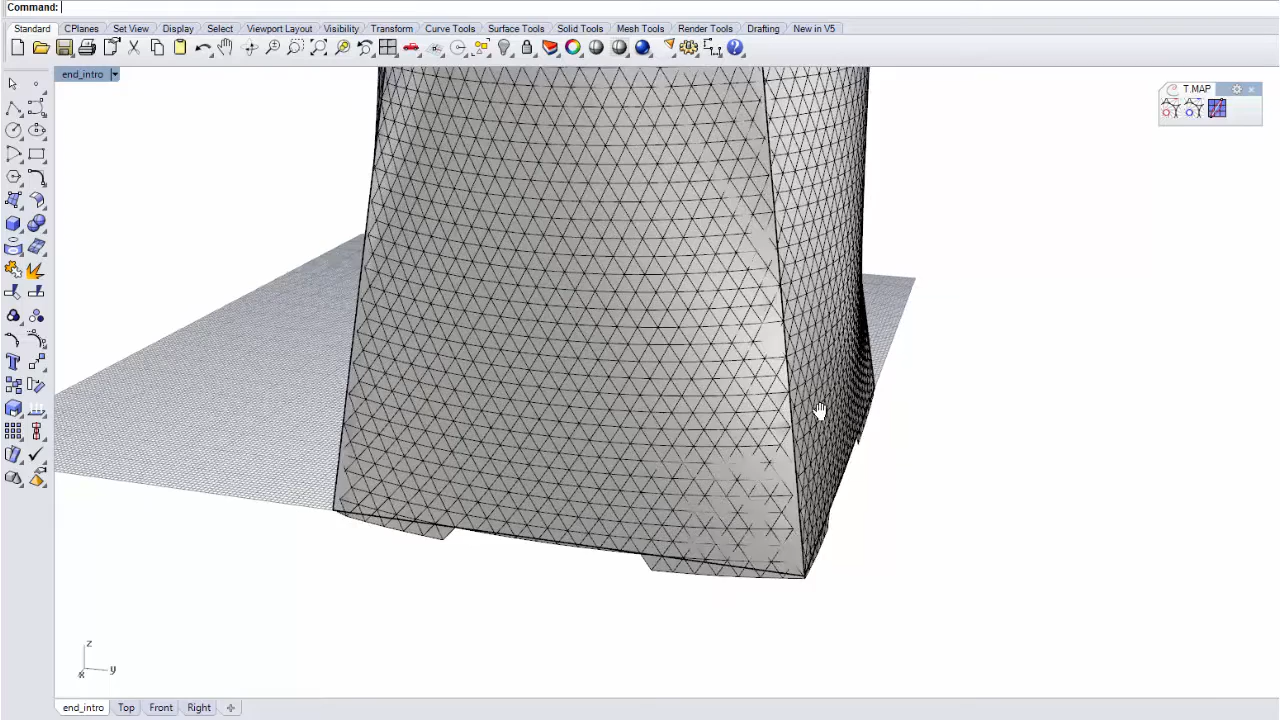 Command:
Standard CPlanes Set View Display Select Viewport Layout Visibility Transform Curve Tools Surface Tools Solid Tools Mesh Tools Render Tools Drafting New in V5
end_intro
T.MAP
z
x y
end_intro Top Front Right